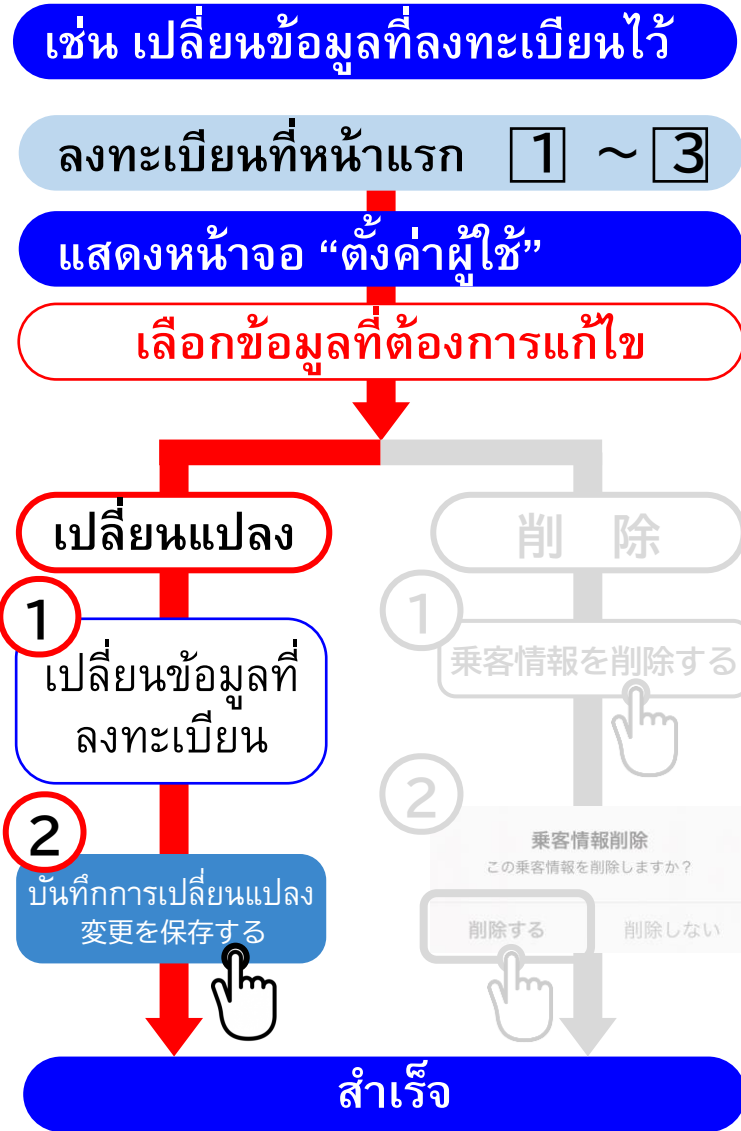 เช่น เปลี่ยนข้อมูลที่ลงทะเบียนไว้
ลงทะเบียนที่หน้าแรก 1 ～ 3
แสดงหน้าจอ “ตั้งค่าผู้ใช้”
เลือกข้อมูลที่ต้องการแก้ไข
เปลี่ยนแปลง
1
เปลี่ยนข้อมูลที่
ลงทะเบียน
2
บันทึกการเปลี่ยนแปลง
変更を保存する
削 除
1
乗客情報を削除する
2
乗客情報削除
この乗客情報を削除しますか？
削除する 削除しない
สำเร็จ